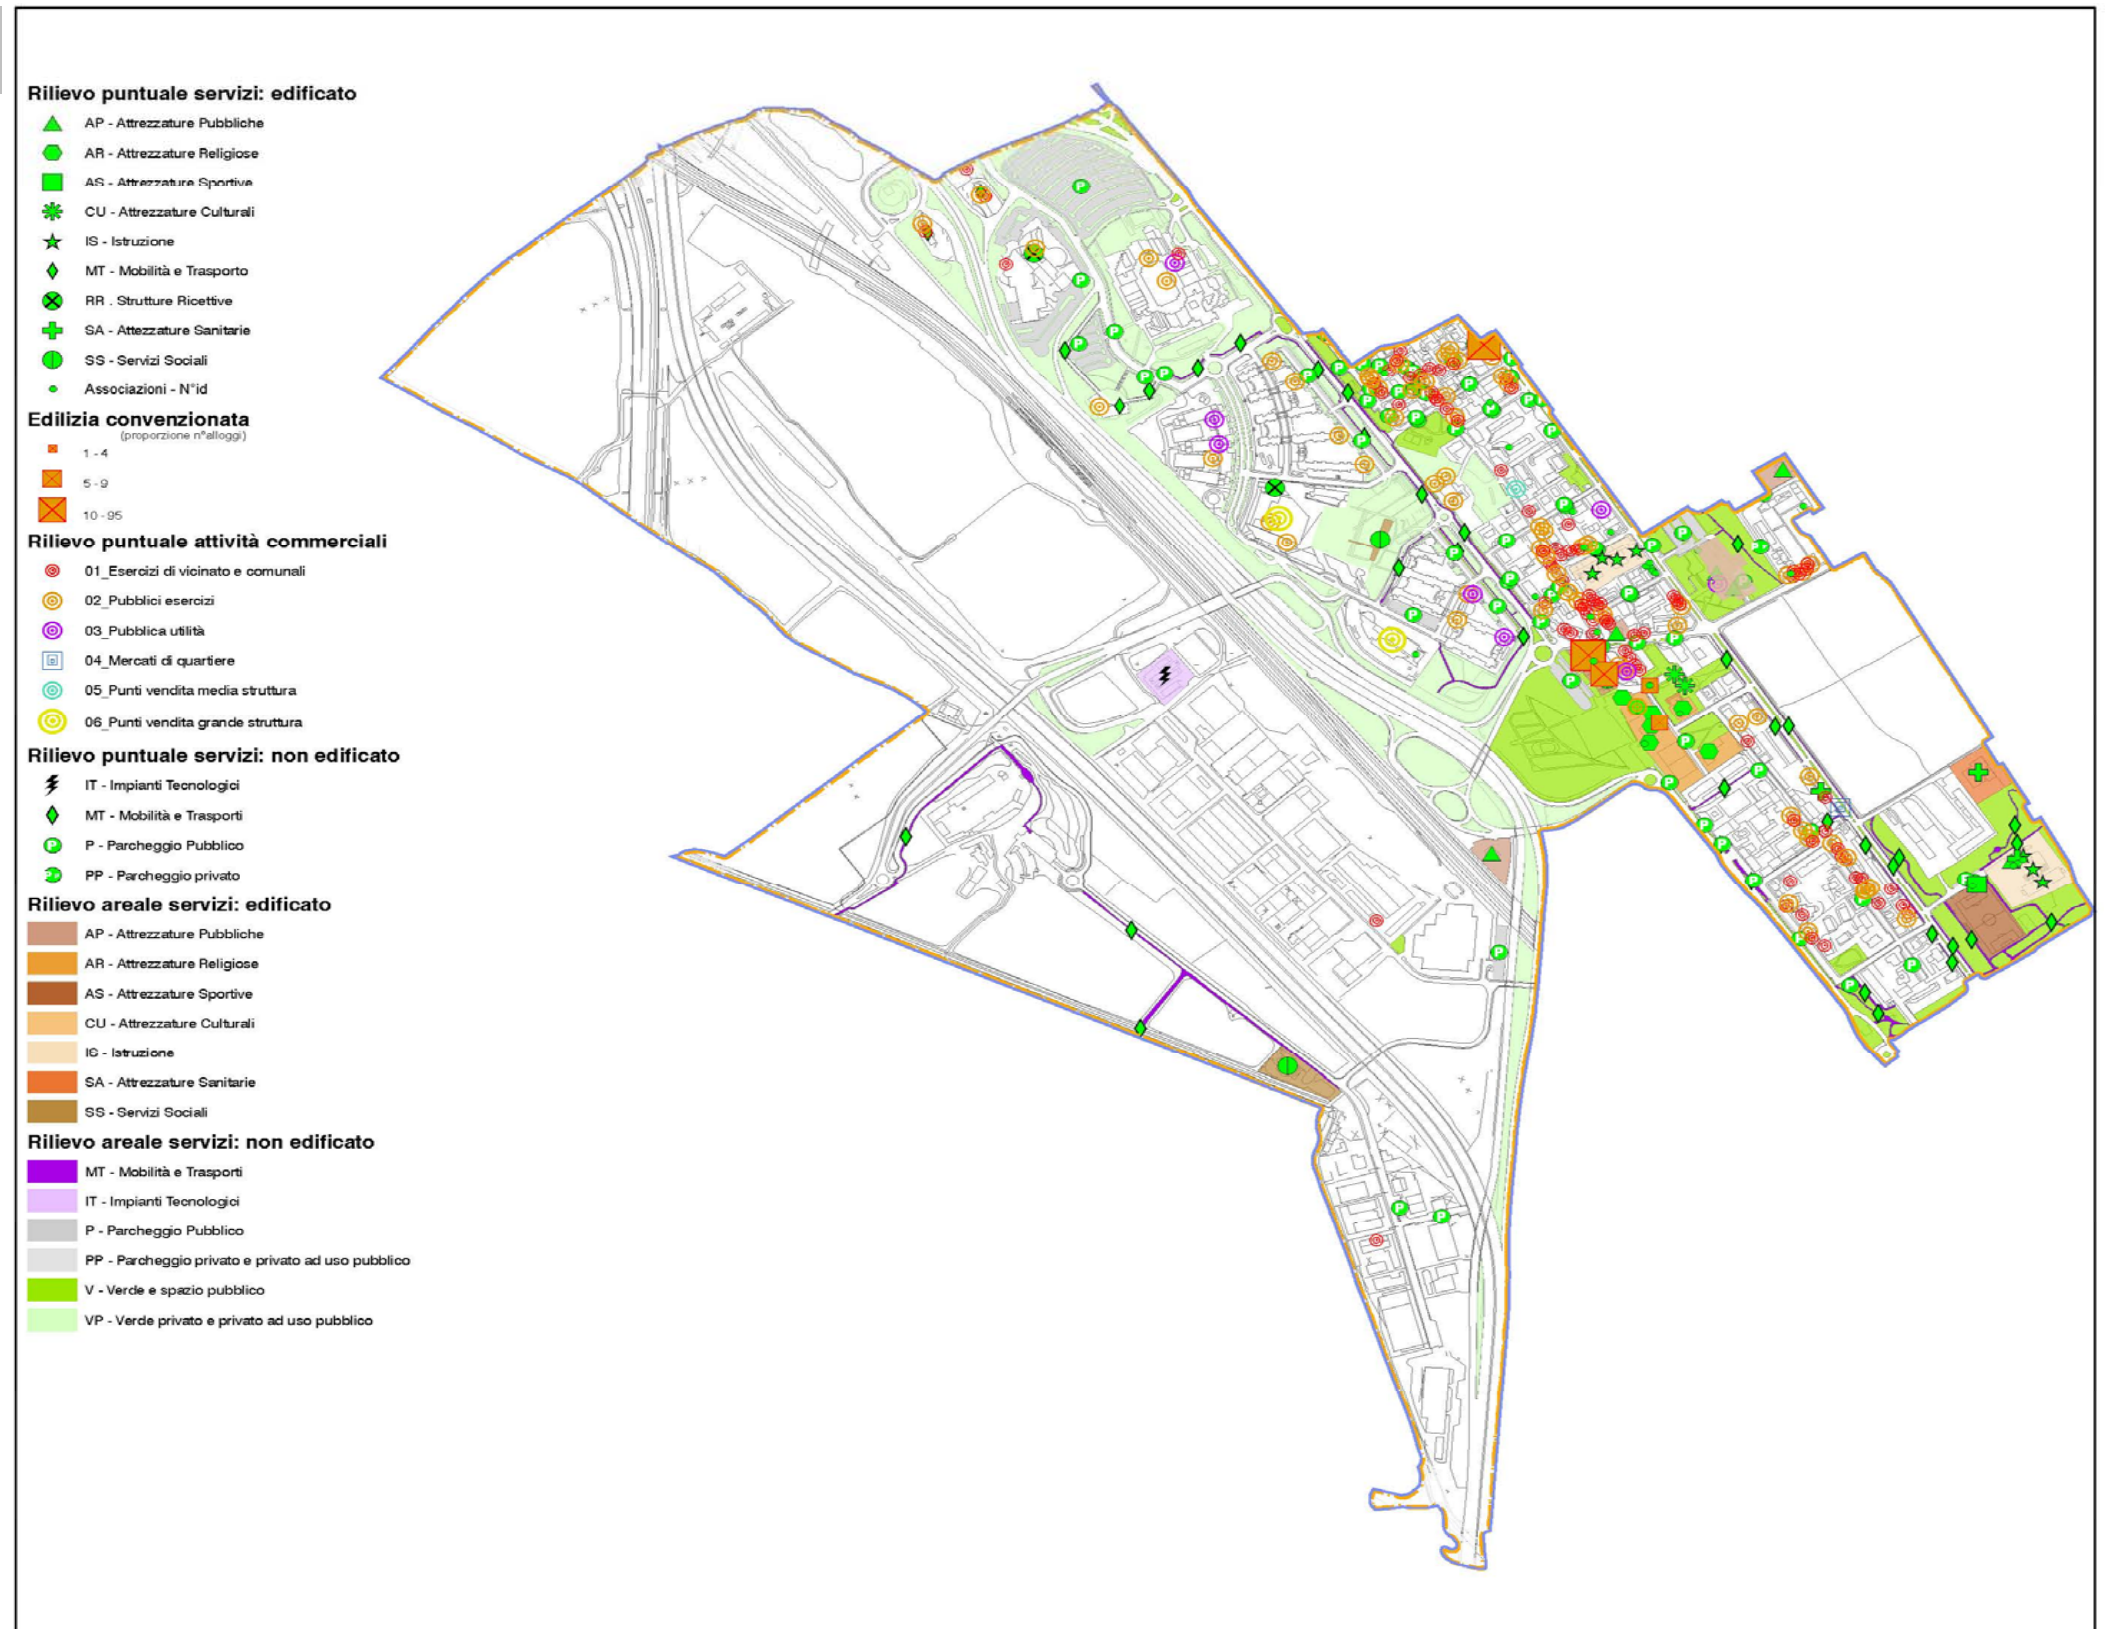 Rilievo puntuale servizi: edificato
AP - Attrezzature Pubbliche
AR - Attrezzature Religiose
AS - Attrezzature Sportive
CU - Attrezzature Culturali
IS - Istruzione
MT - Mobilità e Trasporto
RR . Strutture Ricettive
SA - Attezzature Sanitarie
SS - Servizi Sociali
Associazioni - N°id
Edilizia convenzionata
(proporzione n°alloggi)
1 - 4
5 - 9
10 - 95
Rilievo puntuale attività commerciali
01_Esercizi di vicinato e comunali
02_Pubblici esercizi
03_Pubblica utilità
04_Mercati di quartiere
05_Punti vendita media struttura
06_Punti vendita grande struttura
Rilievo puntuale servizi: non edificato
IT - Impianti Tecnologici
MT - Mobilità e Trasporti
P - Parcheggio Pubblico
PP - Parcheggio privato
Rilievo areale servizi: edificato
AP - Attrezzature Pubbliche
AR - Attrezzature Religiose
AS - Attrezzature Sportive
CU - Attrezzature Culturali
IS - Istruzione
SA - Attrezzature Sanitarie
SS - Servizi Sociali
Rilievo areale servizi: non edificato
MT - Mobilità e Trasporti
IT - Impianti Tecnologici
P - Parcheggio Pubblico
PP - Parcheggio privato e privato ad uso pubblico
V - Verde e spazio pubblico
VP - Verde privato e privato ad uso pubblico